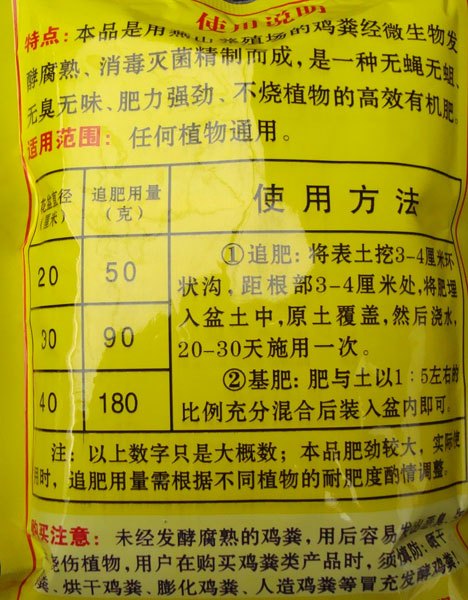 使用说明
特点:本品是用燕山养殖场的鸡粪经微生物发
酵腐熟、消毒灭菌精制而成,是一种无蝇无蛆、
无臭无味、肥力强劲、不烧植物的高效有机肥。
适用范围:任何植物通用。
花盆直径(厘米) 追肥用量(克) 使用方法
20 50
30 90
40 180
①追肥:将表土挖3-4厘米环
状沟,距根部3-4厘米处,将肥埋
入盆土中,原土覆盖,然后浇水,
20-30天施用一次。
②基肥:肥与土以1:5左右的
比例充分混合后装入盆内即可。
注:以上数字只是大概数;本品肥劲较大,实际使
用时,追肥用量需根据不同植物的耐肥度酌情调整。
购买注意:未经发酵腐熟的鸡粪,用后容易
烧伤植物,用户在购买鸡粪类产品时,须慎防:
、烘干鸡粪、膨化鸡粪、人造鸡粪等冒充发酵鸡粪